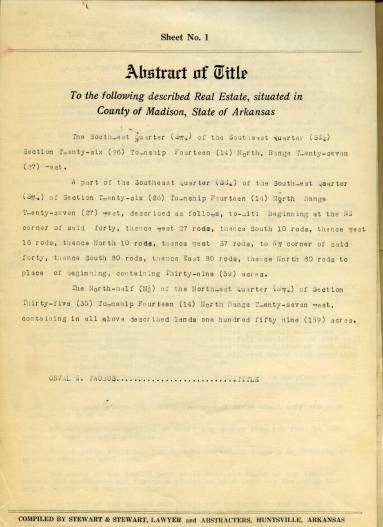 Sheet No. 1
Abstract of Title
To the following described Real Estate, situated in
County of Madison, State of Arkansas
The Southwest Quarter (SW¼) of the Southeast Quarter (SE¼)
Section Twenty-six (26) Township Fourteen (14) North, Range Twenty-seven
(27) west.
A part of the Southeast Quarter (SE¼) of the Southwest Quarter
(SW¼) of Section Twenty-six (26) Township Fourteen (14) North Range
Twenty-seven (27) west, described as follows, to-wit: Beginning at the NE
corner of said forty, thence west 27 rods, thence South 10 rods, thence west
16 rods, thence North 10 rods, thence west 37 rods, to NW corner of said
forty, thence South 80 rods, thence East 80 rods, thence North 80 rods to
place of beginning, containing Thirty-nine (39) acres.
The North-half (N½) of the Northwest Quarter (NW¼) of Section
Thirty-five (35) Township Fourteen (14) North Range Twenty-seven west,
containing in all above described lands one hundred fifty nine (159) acres.
ORVAL E. FAUBUS............................TITLE
COMPILED BY STEWART & STEWART, LAWYER and ABSTRACTERS, HUNTSVILLE, ARKANSAS